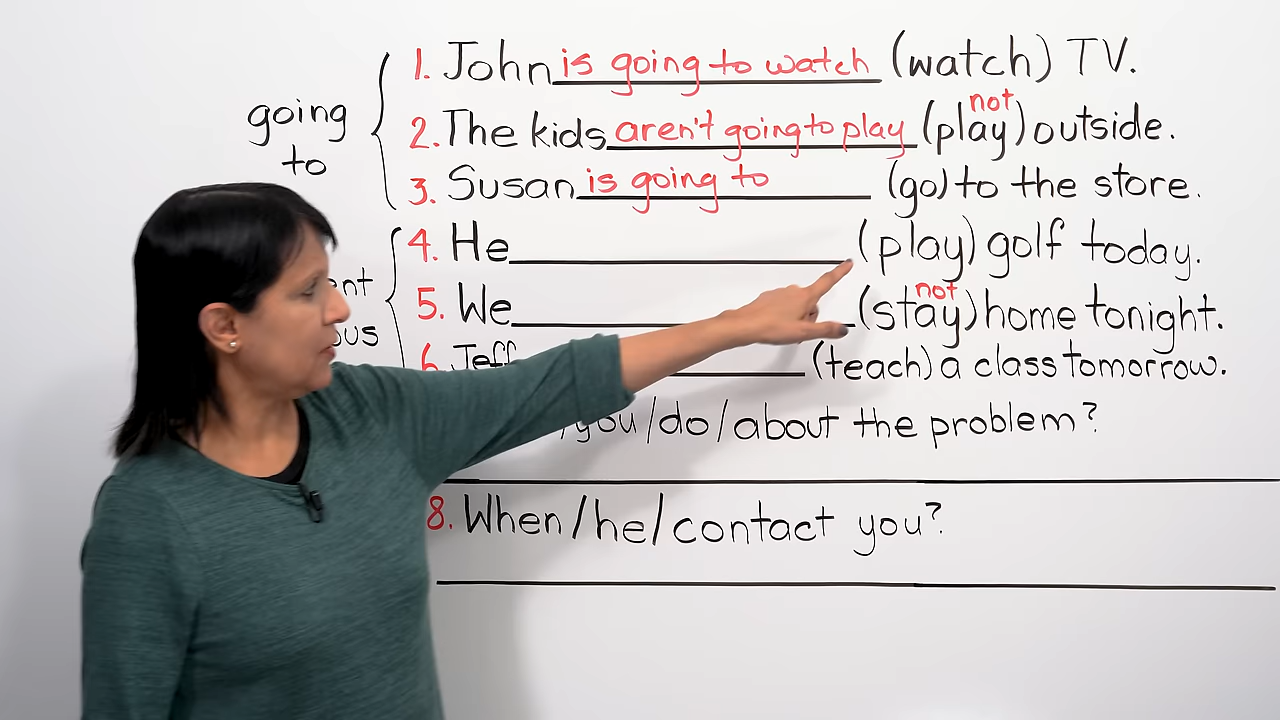 going to
1. John is going to watch (watch) TV.
2. The kids aren't going to play (play) not outside.
3. Susan is going to (go) to the store.
4. He (play) golf today.
5. We (stay) not home tonight.
6. Jeff (teach) a class tomorrow.
you/do/about the problem?
8. When/he/contact you?